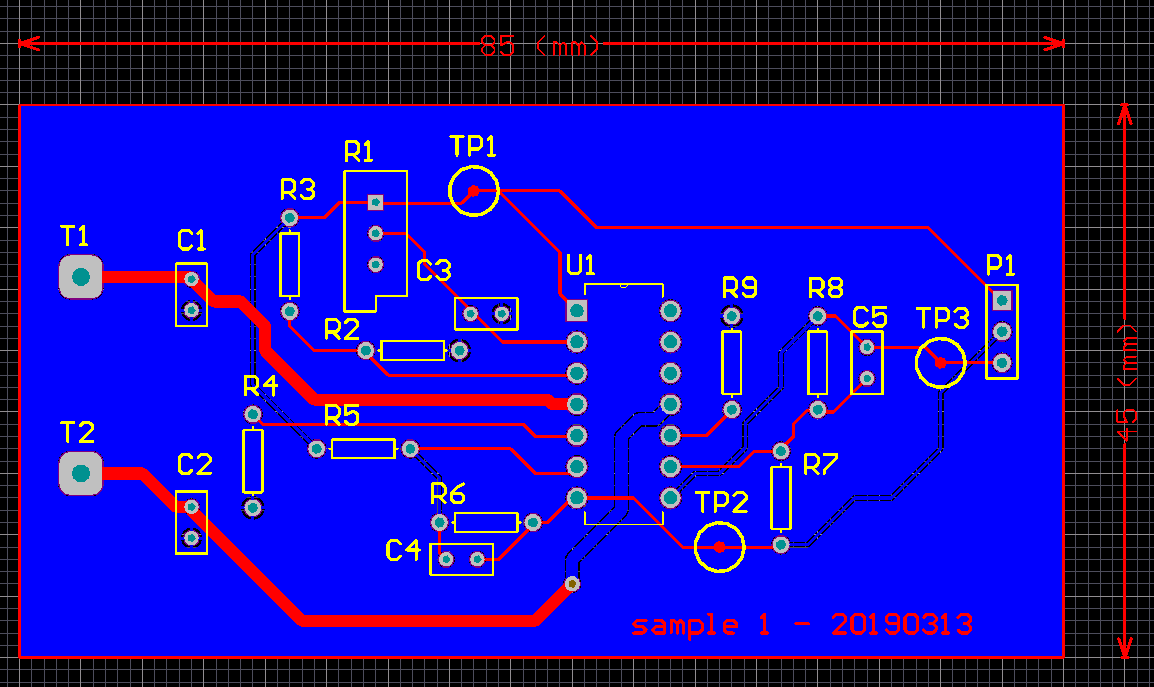 85 (mm)
R1
TP1
R3
T1
C1
C3
U1
P1
R9
R8
C5
TP3
R2
R4
R5
T2
C2
R7
R6
TP2
C4
45 (mm)
sample 1 - 20190313